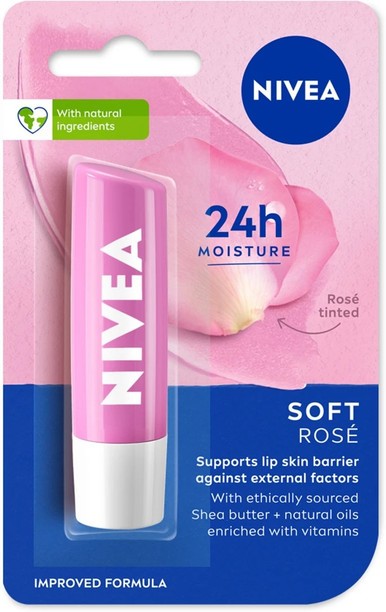 NIVEA
With natural
ingredients
24h
MOISTURE
Rosé
tinted
NIVEA
SOFT
ROSÉ
Supports lip skin barrier
against external factors
With ethically sourced
Shea butter + natural oils
enriched with vitamins
IMPROVED FORMULA